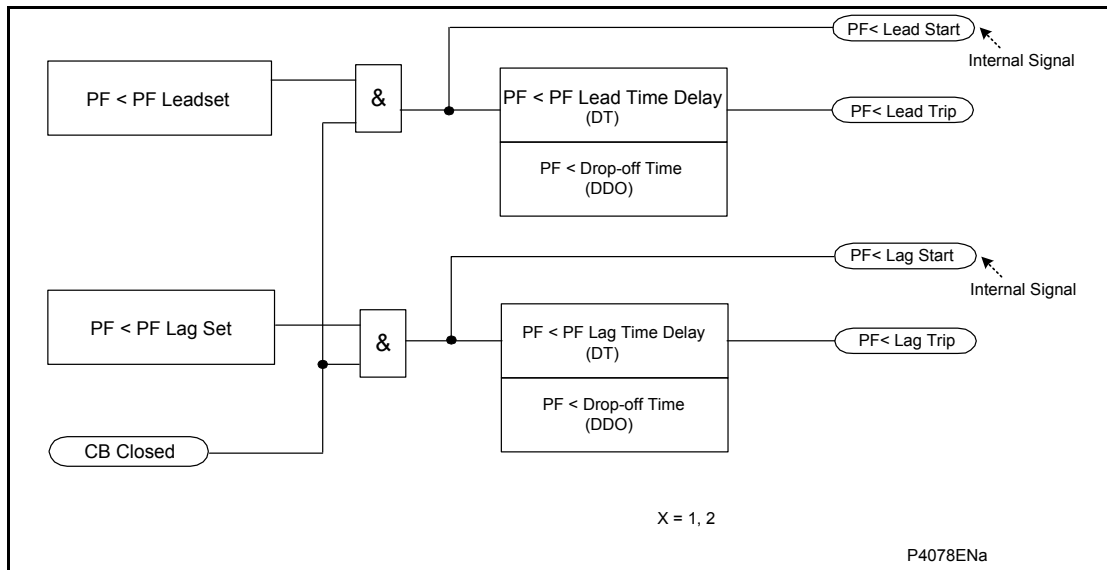 PF< Lead Start
Internal Signal
PF < PF Leadset
&
PF < PF Lead Time Delay
(DT)
PF< Lead Trip
PF < Drop-off Time
(DDO)
PF< Lag Start
Internal Signal
PF < PF Lag Set
&
PF < PF Lag Time Delay
(DT)
PF< Lag Trip
PF < Drop-off Time
(DDO)
CB Closed
X = 1, 2
P4078ENa